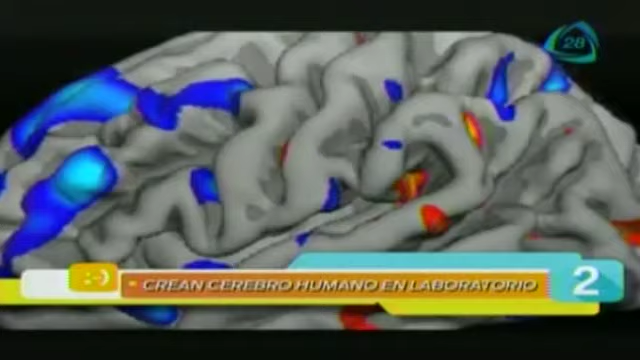 28
:-)
CREAN CEREBRO HUMANO EN LABORATORIO
2